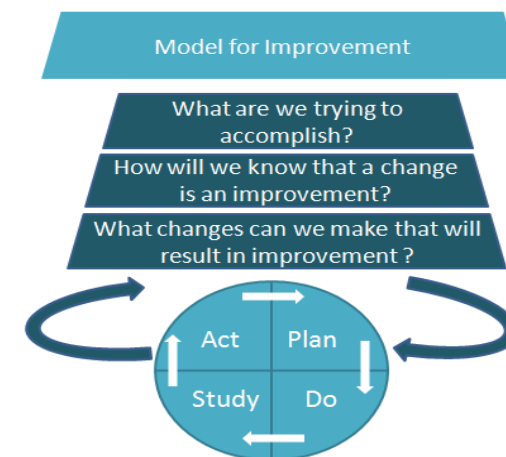 Model for Improvement
What are we trying to
accomplish?
How will we know that a change
is an improvement?
What changes can we make that will
result in improvement ?
Act
Plan
Study
Do